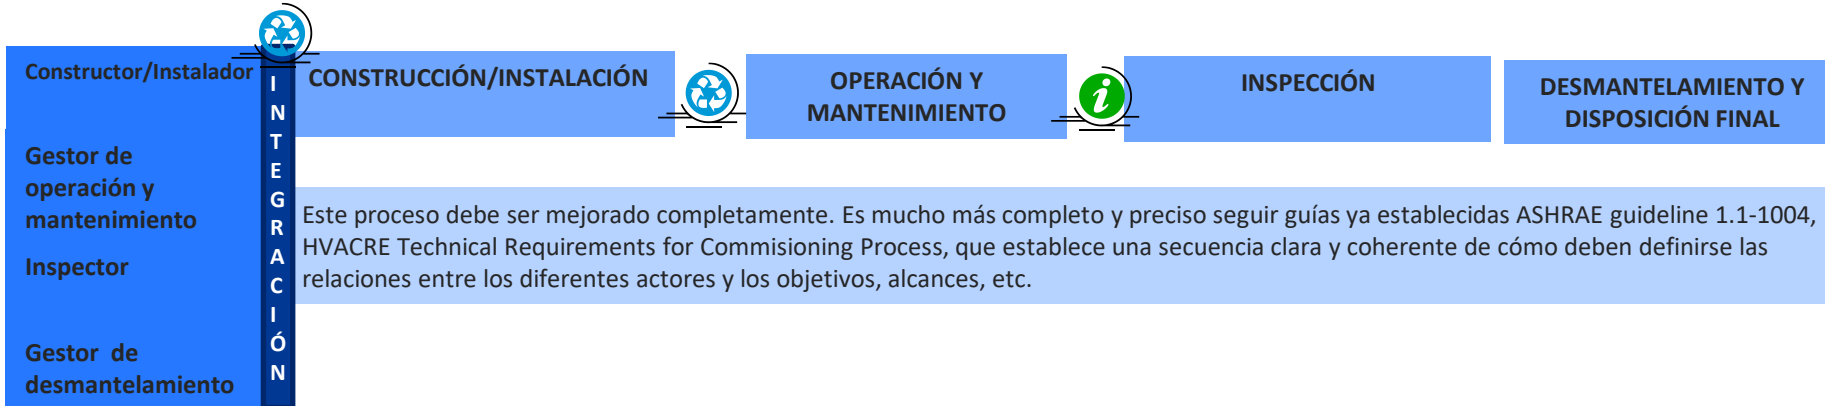 Constructor/Instalador
Gestor de
operación y
mantenimiento
Inspector
Gestor de
desmantelamiento
I
N
T
E
G
R
A
C
I
Ó
N
CONSTRUCCIÓN/INSTALACIÓN
OPERACIÓN Y
MANTENIMIENTO
i
INSPECCIÓN
DESMANTELAMIENTO Y
DISPOSICIÓN FINAL
Este proceso debe ser mejorado completamente. Es mucho más completo y preciso seguir guías ya establecidas ASHRAE guideline 1.1-1004,
HVACRE Technical Requirements for Commisioning Process, que establece una secuencia clara y coherente de cómo deben definirse las
relaciones entre los diferentes actores y los objetivos, alcances, etc.